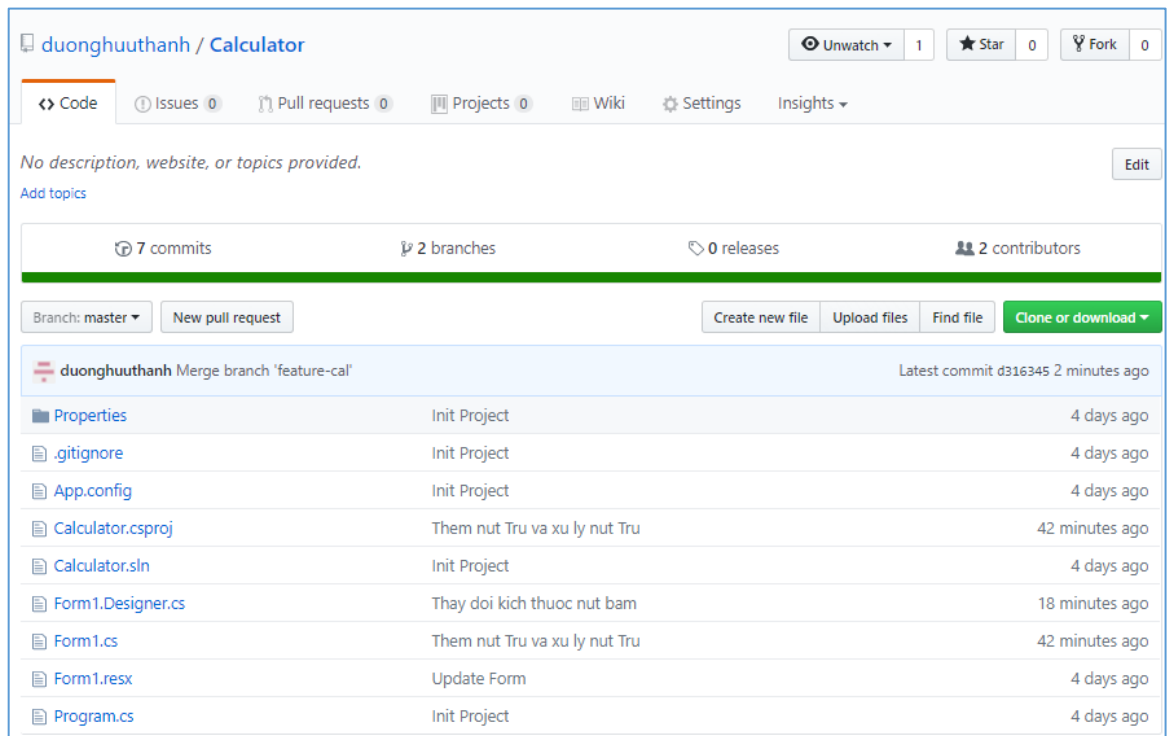 duonghuuthanh / Calculator
Unwatch 1 Star 0 Fork 0
Code Issues 0 Pull requests 0 Projects 0 Wiki Settings Insights
No description, website, or topics provided. Edit
Add topics
7 commits 2 branches 0 releases 2 contributors
Branch: master New pull request Create new file Upload files Find file Clone or download
duonghuuthanh Merge branch 'feature-cal' Latest commit d316345 2 minutes ago
Properties Init Project 4 days ago
.gitignore Init Project 4 days ago
App.config Init Project 4 days ago
Calculator.csproj Them nut Tru va xu ly nut Tru 42 minutes ago
Calculator.sln Init Project 4 days ago
Form1.Designer.cs Thay doi kich thuoc nut bam 18 minutes ago
Form1.cs Them nut Tru va xu ly nut Tru 42 minutes ago
Form1.resx Update Form 4 days ago
Program.cs Init Project 4 days ago